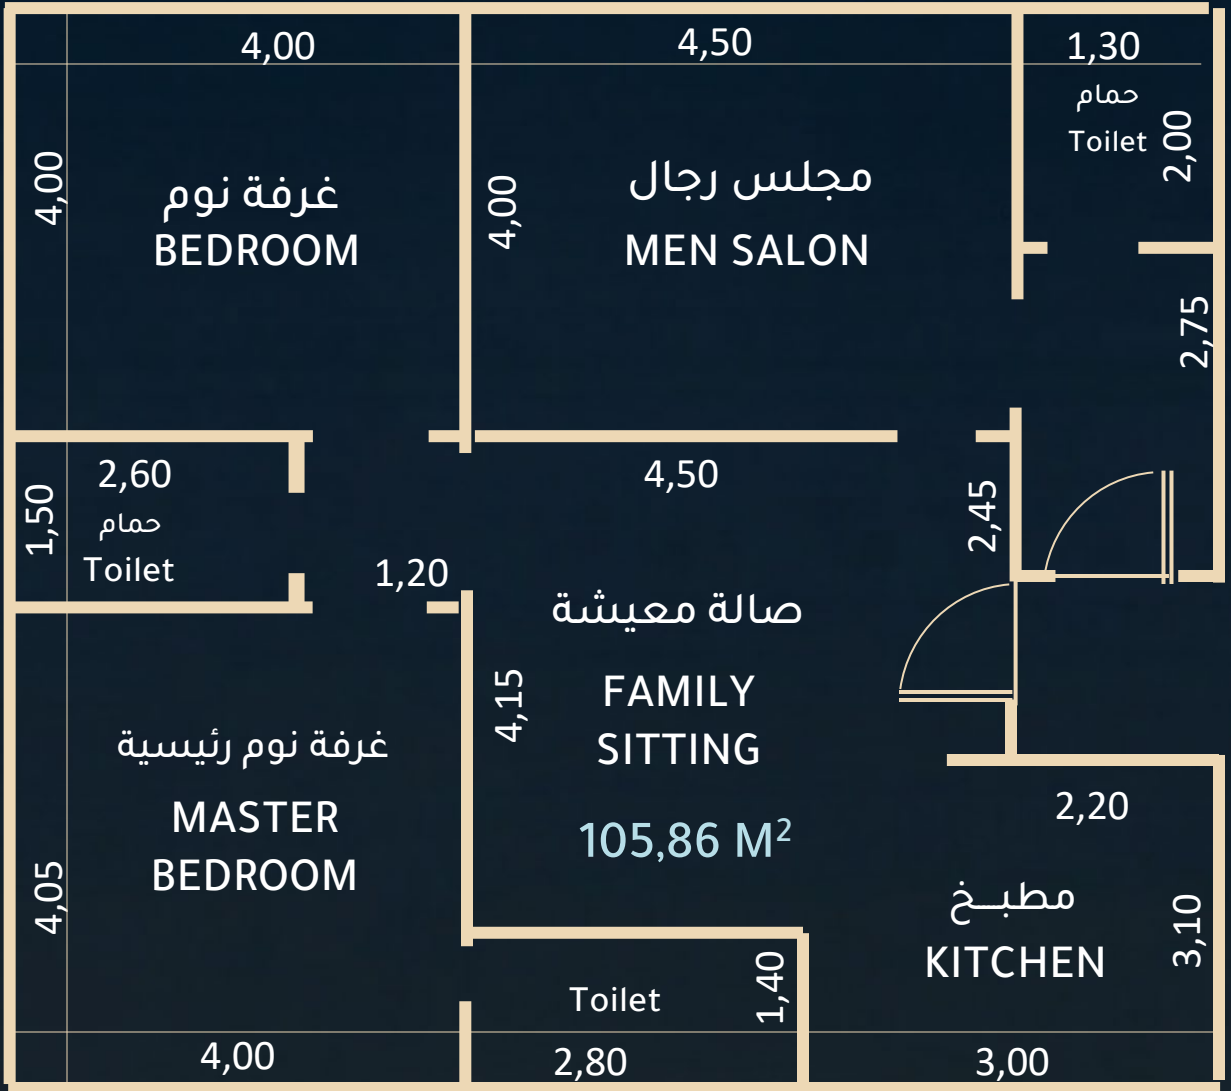 4,00
4,50
1,30
حمام
Toilet
2,00
4,00
غرفة نوم
BEDROOM
4,00
مجلس رجال
MEN SALON
2,75
2,60
1,50
حمام
Toilet
1,20
4,50
2,45
صالة معيشة
FAMILY
SITTING
4,15
105,86 M²
غرفة نوم رئيسية
MASTER
BEDROOM
4,05
2,20
مطبـخ
KITCHEN
3,10
Toilet
1,40
4,00
2,80
3,00